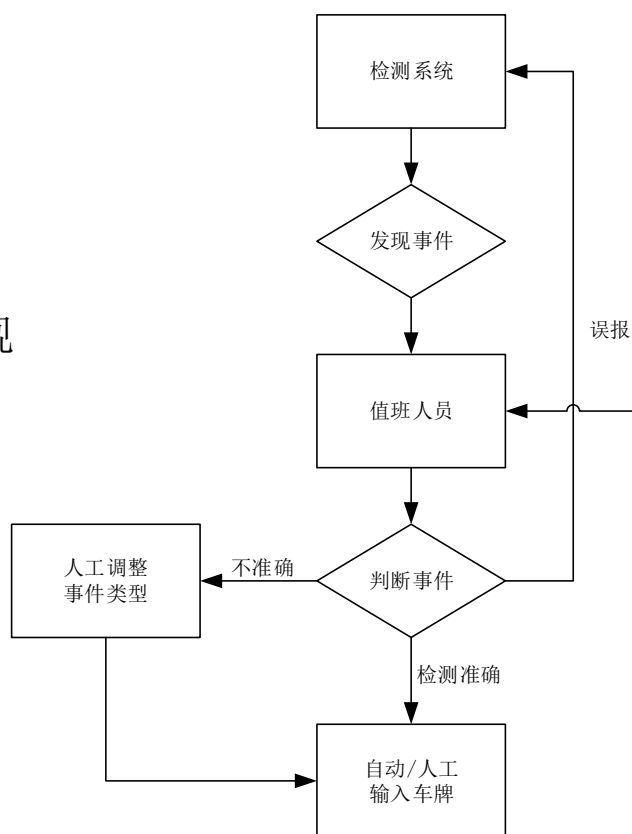 检测系统
发现事件
现
误报
值班人员
人工调整
事件类型
不准确
判断事件
检测准确
自动/人工
输入车牌